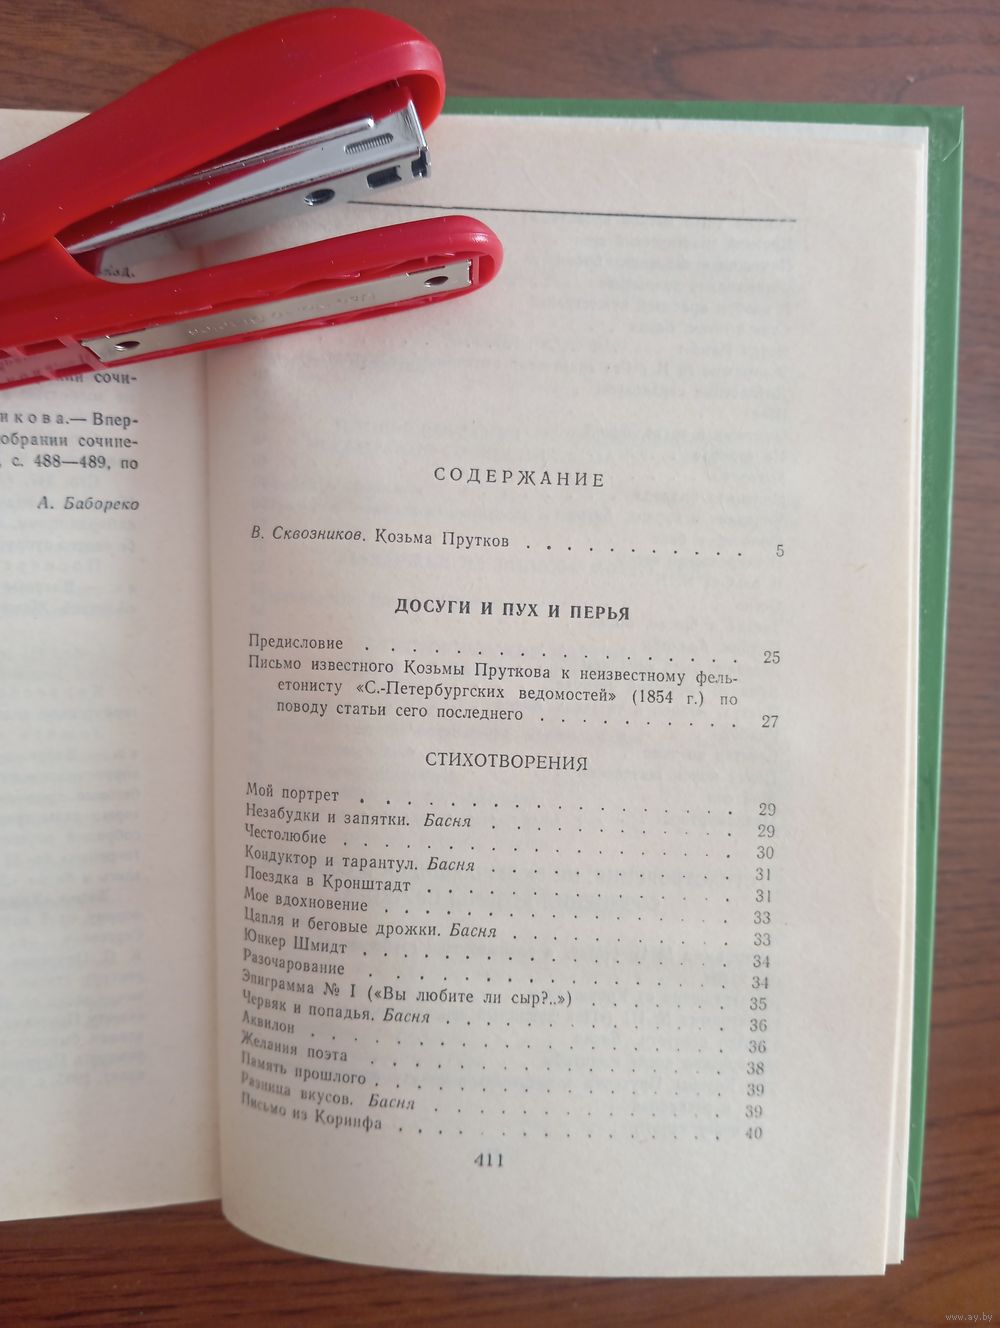 сочи-
икова.— Впер-
обрании сочине-
, с. 488—489, по
А. Бабореко
СОДЕРЖАНИЕ
В. Сквозников. Козьма Прутков . . . . . . . . . . . 5
ДОСУГИ И ПУХ И ПЕРЬЯ
Предисловие . . . . . . . . . . . . . . . . . 25
Письмо известного Козьмы Пруткова к неизвестному фель-
етонисту «С.-Петербургских ведомостей» (1854 г.) по
поводу статьи сего последнего . . . . . . . . . . 27
СТИХОТВОРЕНИЯ
Мой портрет . . . . . . . . . . . . . . . . . 29
Незабудки и запятки. Басня . . . . . . . . . . . 29
Честолюбие . . . . . . . . . . . . . . . . . 30
Кондуктор и тарантул. Басня . . . . . . . . . . . 31
Поездка в Кронштадт . . . . . . . . . . . . . . 31
Мое вдохновение . . . . . . . . . . . . . . . 33
Цапля и беговые дрожки. Басня . . . . . . . . . . 33
Юнкер Шмидт . . . . . . . . . . . . . . . . 34
Разочарование . . . . . . . . . . . . . . . . 34
Эпиграмма № I («Вы любите ли сыр?..») . . . . . . 35
Червяк и попадья. Басня . . . . . . . . . . . . 36
Аквилон . . . . . . . . . . . . . . . . . . 36
Желания поэта . . . . . . . . . . . . . . . . 38
Память прошлого . . . . . . . . . . . . . . . 39
Разница вкусов. Басня . . . . . . . . . . . . . 39
Письмо из Коринфа . . . . . . . . . . . . . . 40
411
www.ay.by